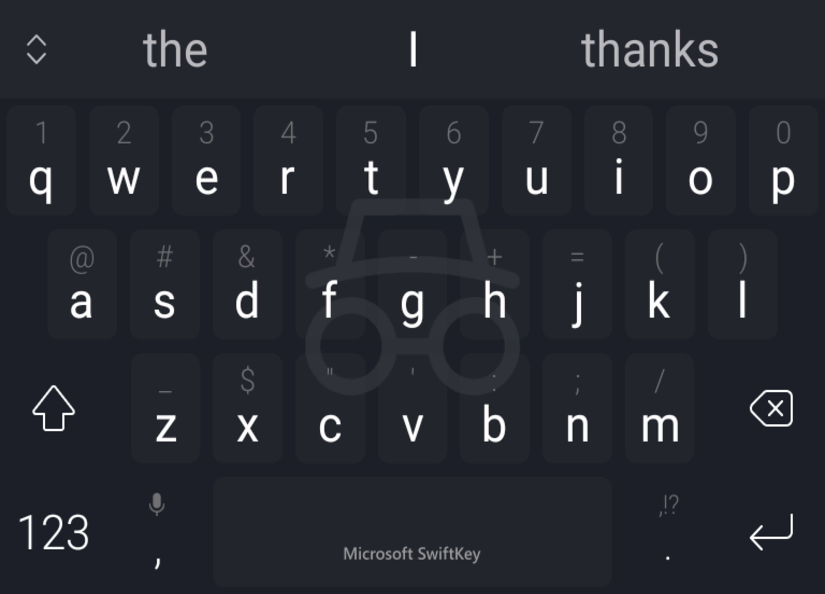 the I thanks
1 2 3 4 5 6 7 8 9 0
q w e r t y u i o p
@ # & * - + = ( )
a s d f g h j k l
_ $ " ' : ; /
z x c v b n m
,!?
123 , Microsoft SwiftKey .